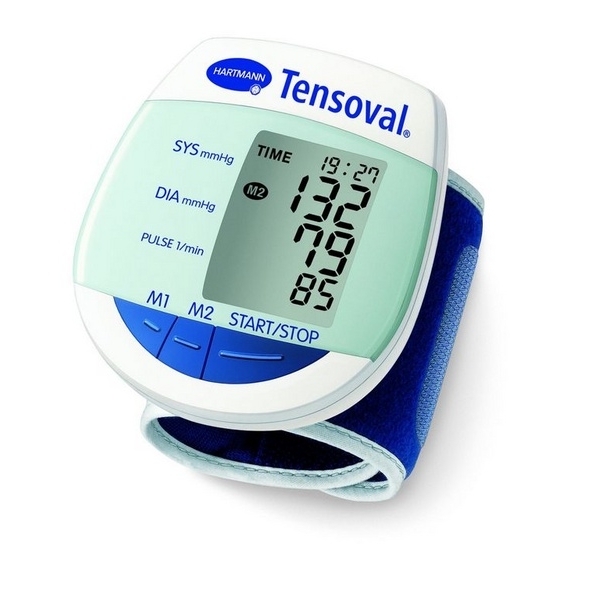 HARTMANN
Tensoval®
SYS mmHg
TIME 19:27
M2 132
DIA mmHg
79
PULSE 1/min
85
M1 M2 START/STOP